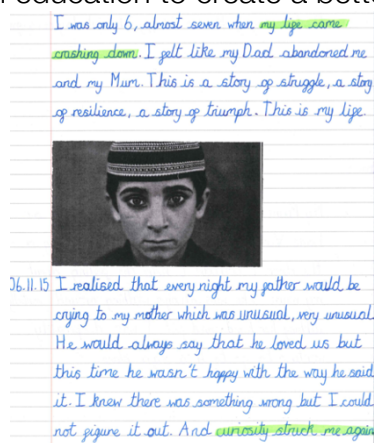 r education to create a bette
I was only 6, almost seven when my life came
crashing down. I felt like my Dad abandoned me
and my Mum. This is a story of struggle, a story
of resilience, a story of triumph. This is my life.
06.11.15 I realised that every night my father would be
crying to my mother which was unusual, very unusual.
He would always say that he loved us but
this time he wasn't happy with the way he said
it. I knew there was something wrong but I could
not figure it out. And curiosity struck me again